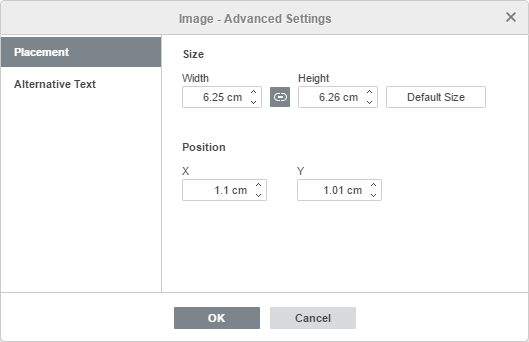 Image - Advanced Settings
Placement
Alternative Text
Size
Width
Height
6.25 cm
6.26 cm
Default Size
Position
X
Y
1.1 cm
1.01 cm
OK
Cancel